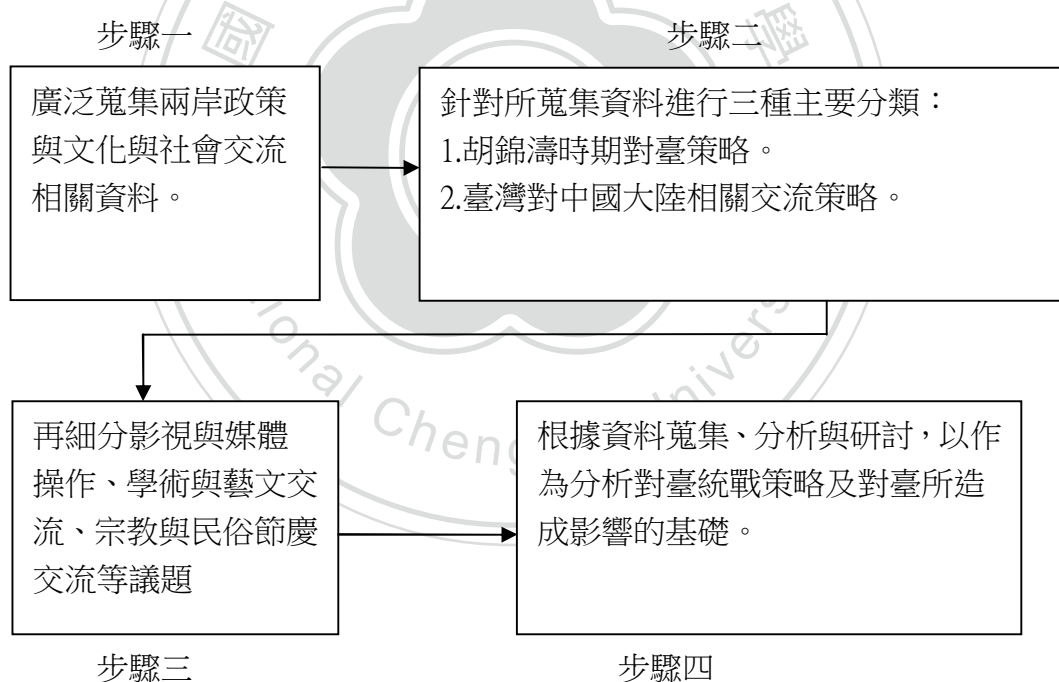 步驟一
步驟二
廣泛蒐集兩岸政策
與文化與社會交流
相關資料。
針對所蒐集資料進行三種主要分類：
1.胡錦濤時期對臺策略。
2.臺灣對中國大陸相關交流策略。
再細分影視與媒體
操作、學術與藝文交
流、宗教與民俗節慶
交流等議題
根據資料蒐集、分析與研討，以作
為分析對臺統戰策略及對臺所造
成影響的基礎。
步驟三
步驟四
國
學
Cheng